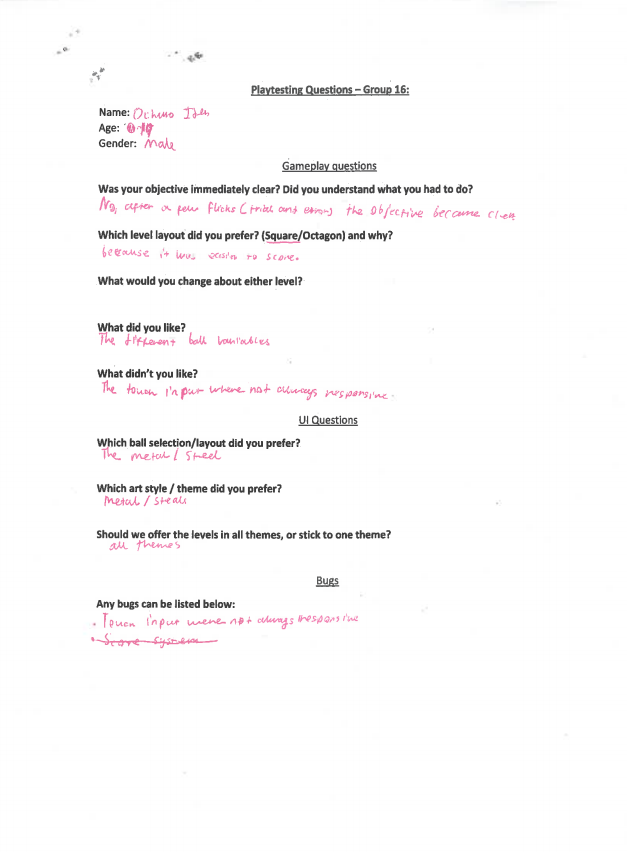 Playtesting Questions – Group 16:
Name:
Age:
Gender: Male
Gameplay questions
Was your objective immediately clear? Did you understand what you had to do?
No, after a few flicks (trial and error) the objective became clear
Which level layout did you prefer? (Square/Octagon) and why?
because it was easier to score.
What would you change about either level?
What did you like?
The different ball variables
What didn't you like?
The touch input where not always responsive.
UI Questions
Which ball selection/layout did you prefer?
The metal / Steel
Which art style / theme did you prefer?
Metal / Steal
Should we offer the levels in all themes, or stick to one theme?
all themes
Bugs
Any bugs can be listed below:
• Touch input were not always responsive
• Score system